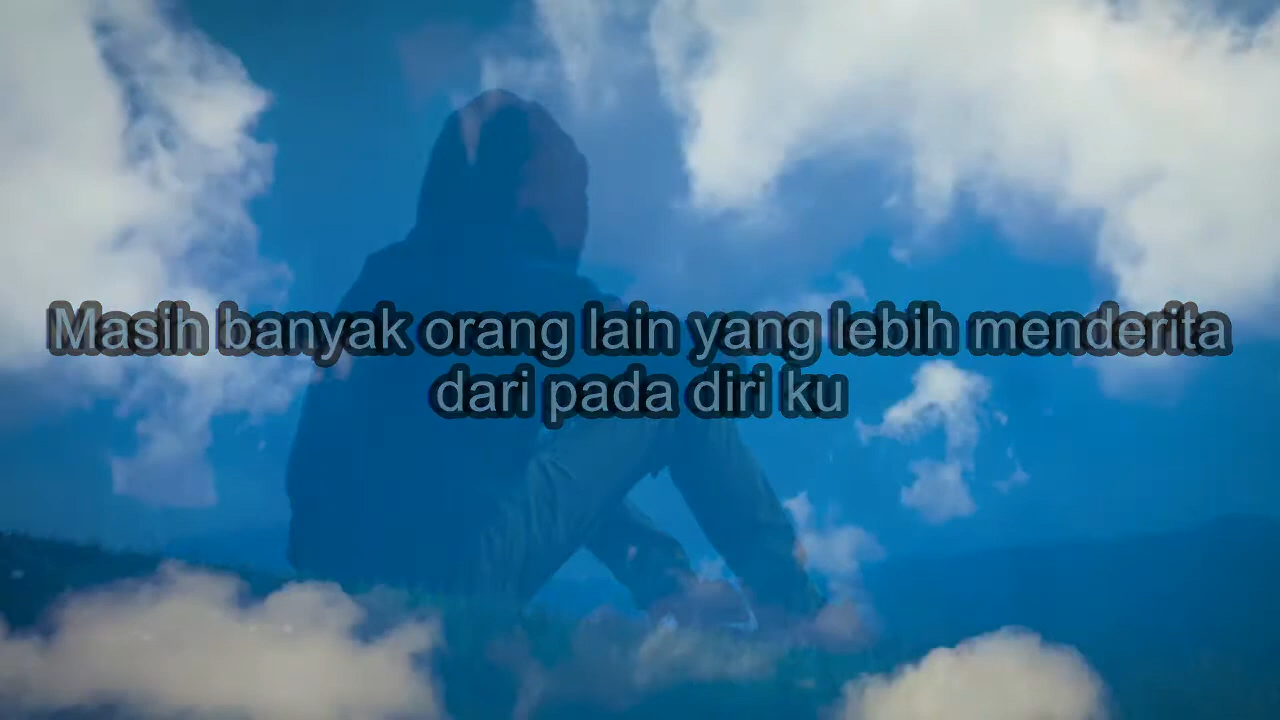 Masih banyak orang lain yang lebih menderita
dari pada diri ku